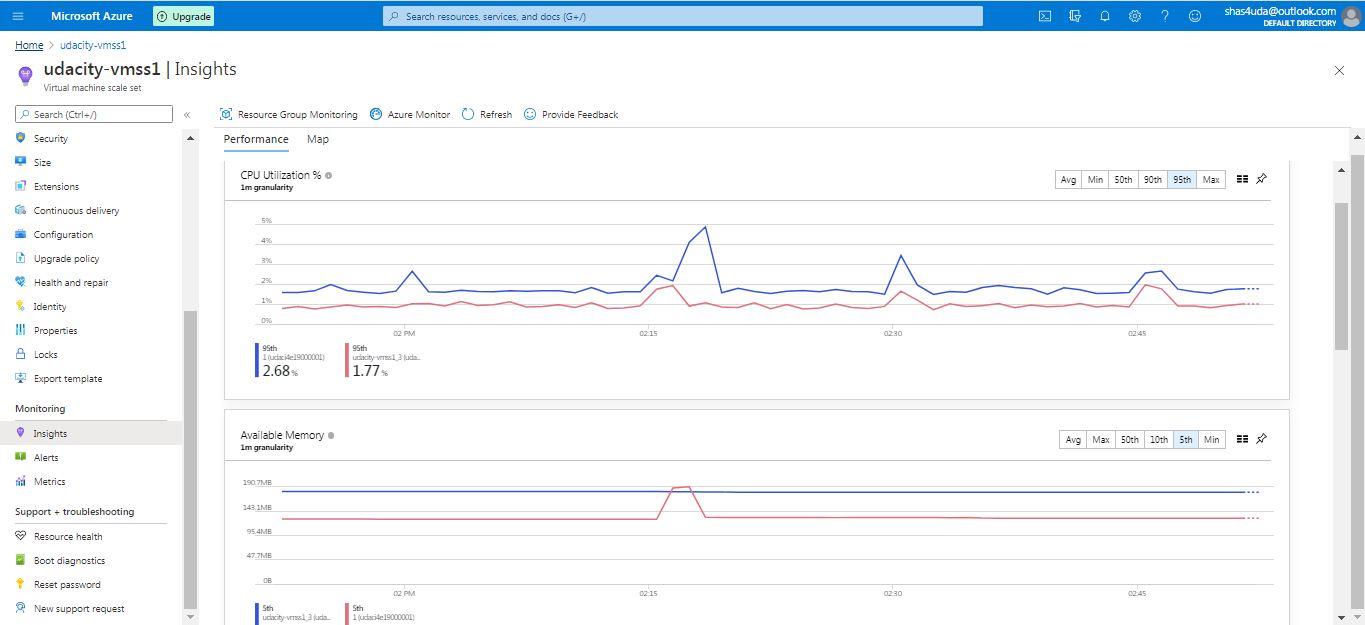 Microsoft Azure
Upgrade
Search resources, services, and docs (G+/)
shas4uda@outlook.com
DEFAULT DIRECTORY
Home > udacity-vmss1
udacity-vmss1 | Insights
Virtual machine scale set
Search (Ctrl+/)
Security
Size
Extensions
Continuous delivery
Configuration
Upgrade policy
Health and repair
Identity
Properties
Locks
Export template
Monitoring
Insights
Alerts
Metrics
Support + troubleshooting
Resource health
Boot diagnostics
Reset password
New support request
Resource Group Monitoring Azure Monitor Refresh Provide Feedback
Performance Map
CPU Utilization %
1m granularity
Avg Min 50th 90th 95th Max
5%
4%
3%
2%
1%
0%
02 PM 02:15 02:30 02:45
95th 95th
1 (udaci4e19000001) udacity-vmss1_3 (uda...
2.68% 1.77%
Available Memory
1m granularity
Avg Max 50th 10th 5th Min
190.7MB
143.1MB
95.4MB
47.7MB
0B
02 PM 02:15 02:30 02:45
5th 5th
udacity-vmss1_3 (uda... 1 (udaci4e19000001)